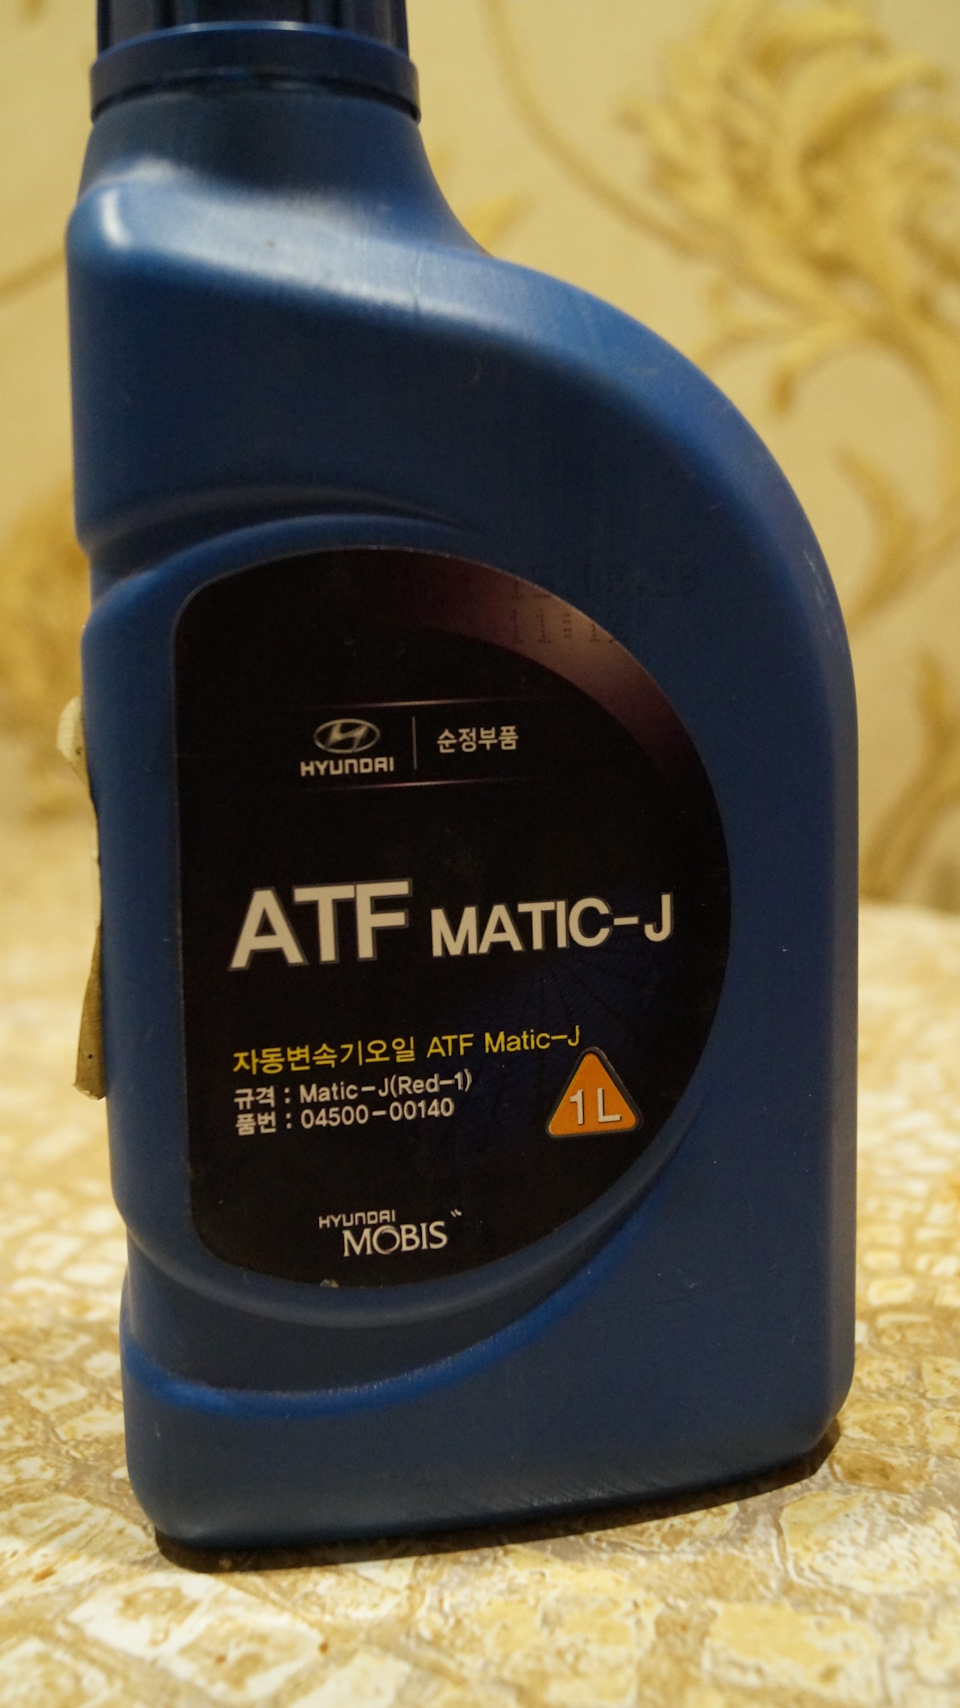 HYUNDAI 순정부품
ATF MATIC-J
자동변속기오일 ATF Matic-J
규격 : Matic-J(Red-1)
품번 : 04500-00140
1L
HYUNDAI
MOBIS